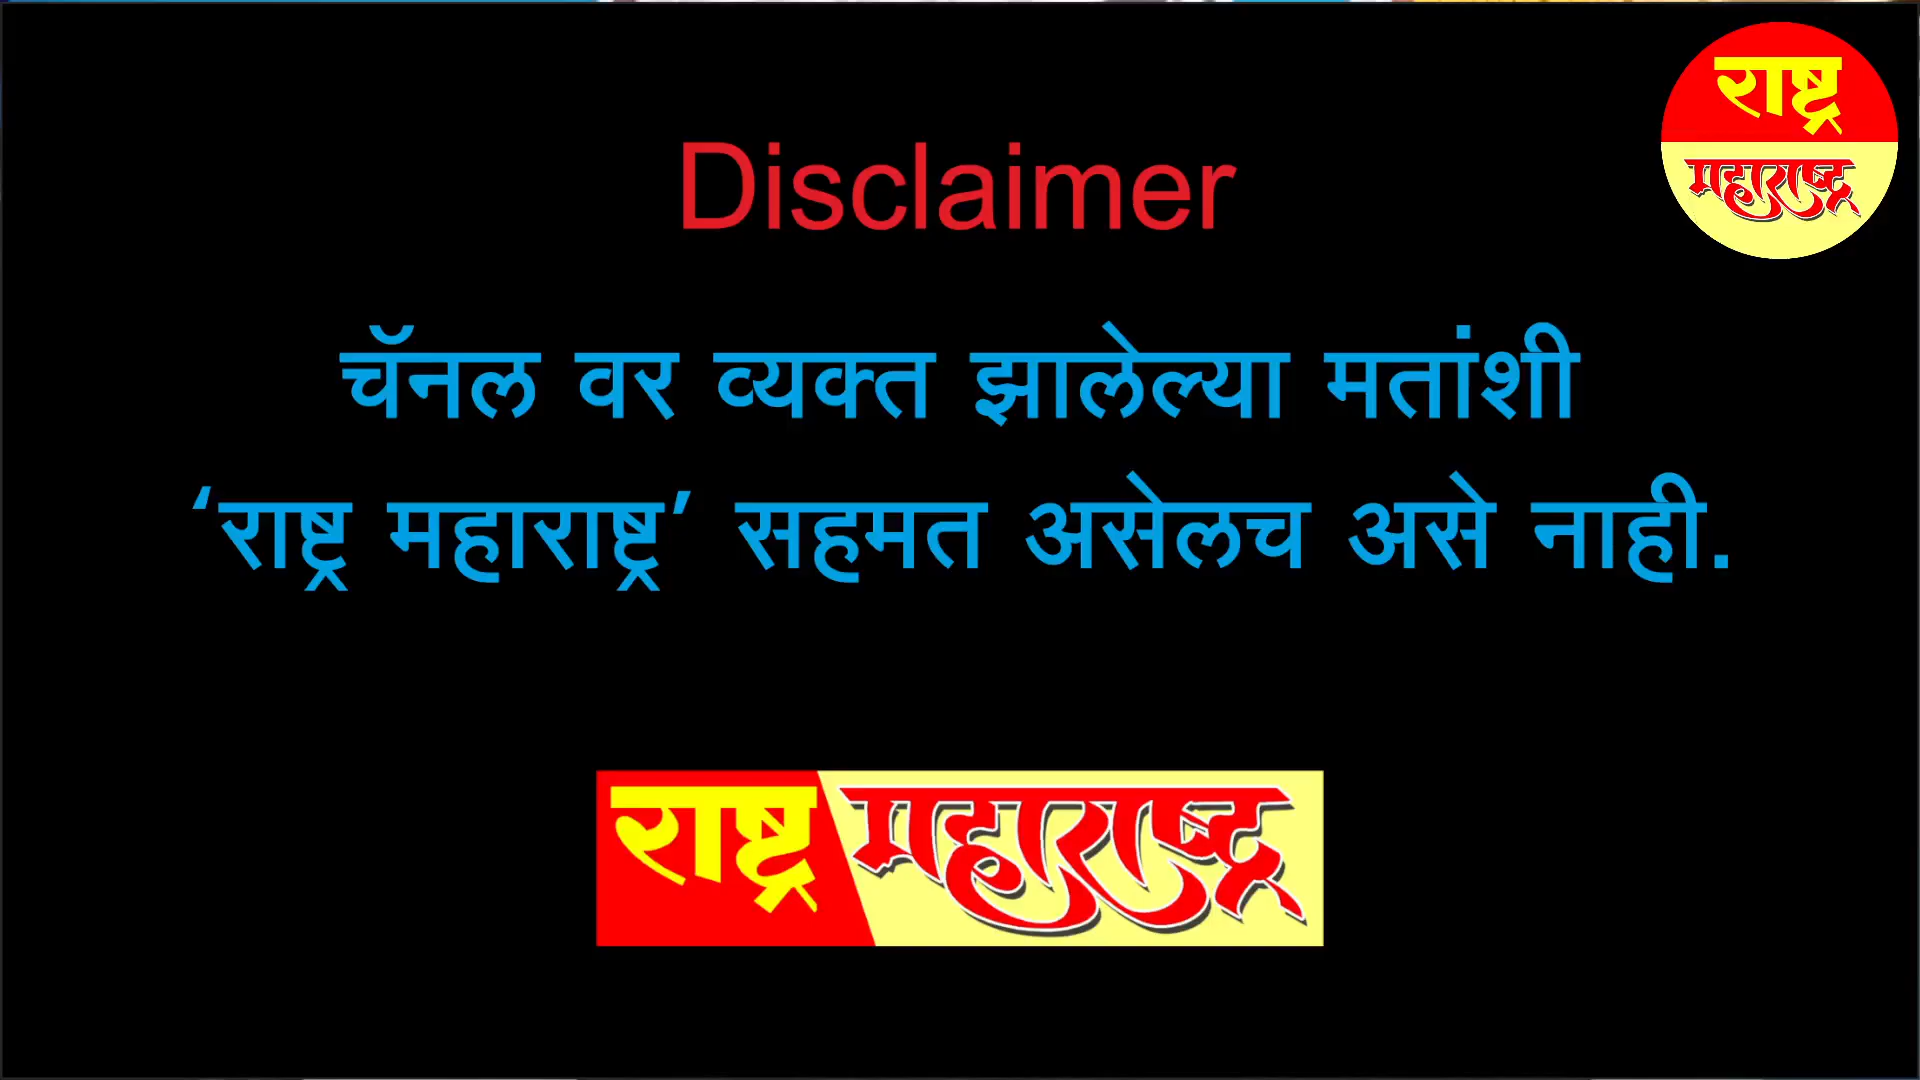 राष्ट्र
महाराष्ट्र
Disclaimer
चॅनल वर व्यक्त झालेल्या मतांशी
‘राष्ट्र महाराष्ट्र’ सहमत असेलच असे नाही.
राष्ट्र महाराष्ट्र